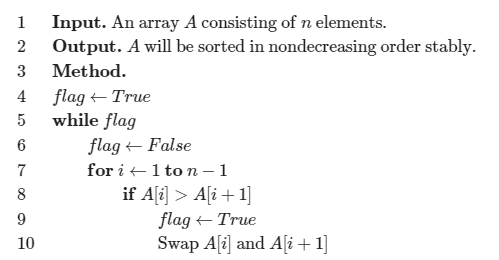 1 Input. An array A consisting of n elements.
2 Output. A will be sorted in nondecreasing order stably.
3 Method.
4 flag ← True
5 while flag
6 flag ← False
7 for i ← 1 to n − 1
8 if A[i] > A[i + 1]
9 flag ← True
10 Swap A[i] and A[i + 1]